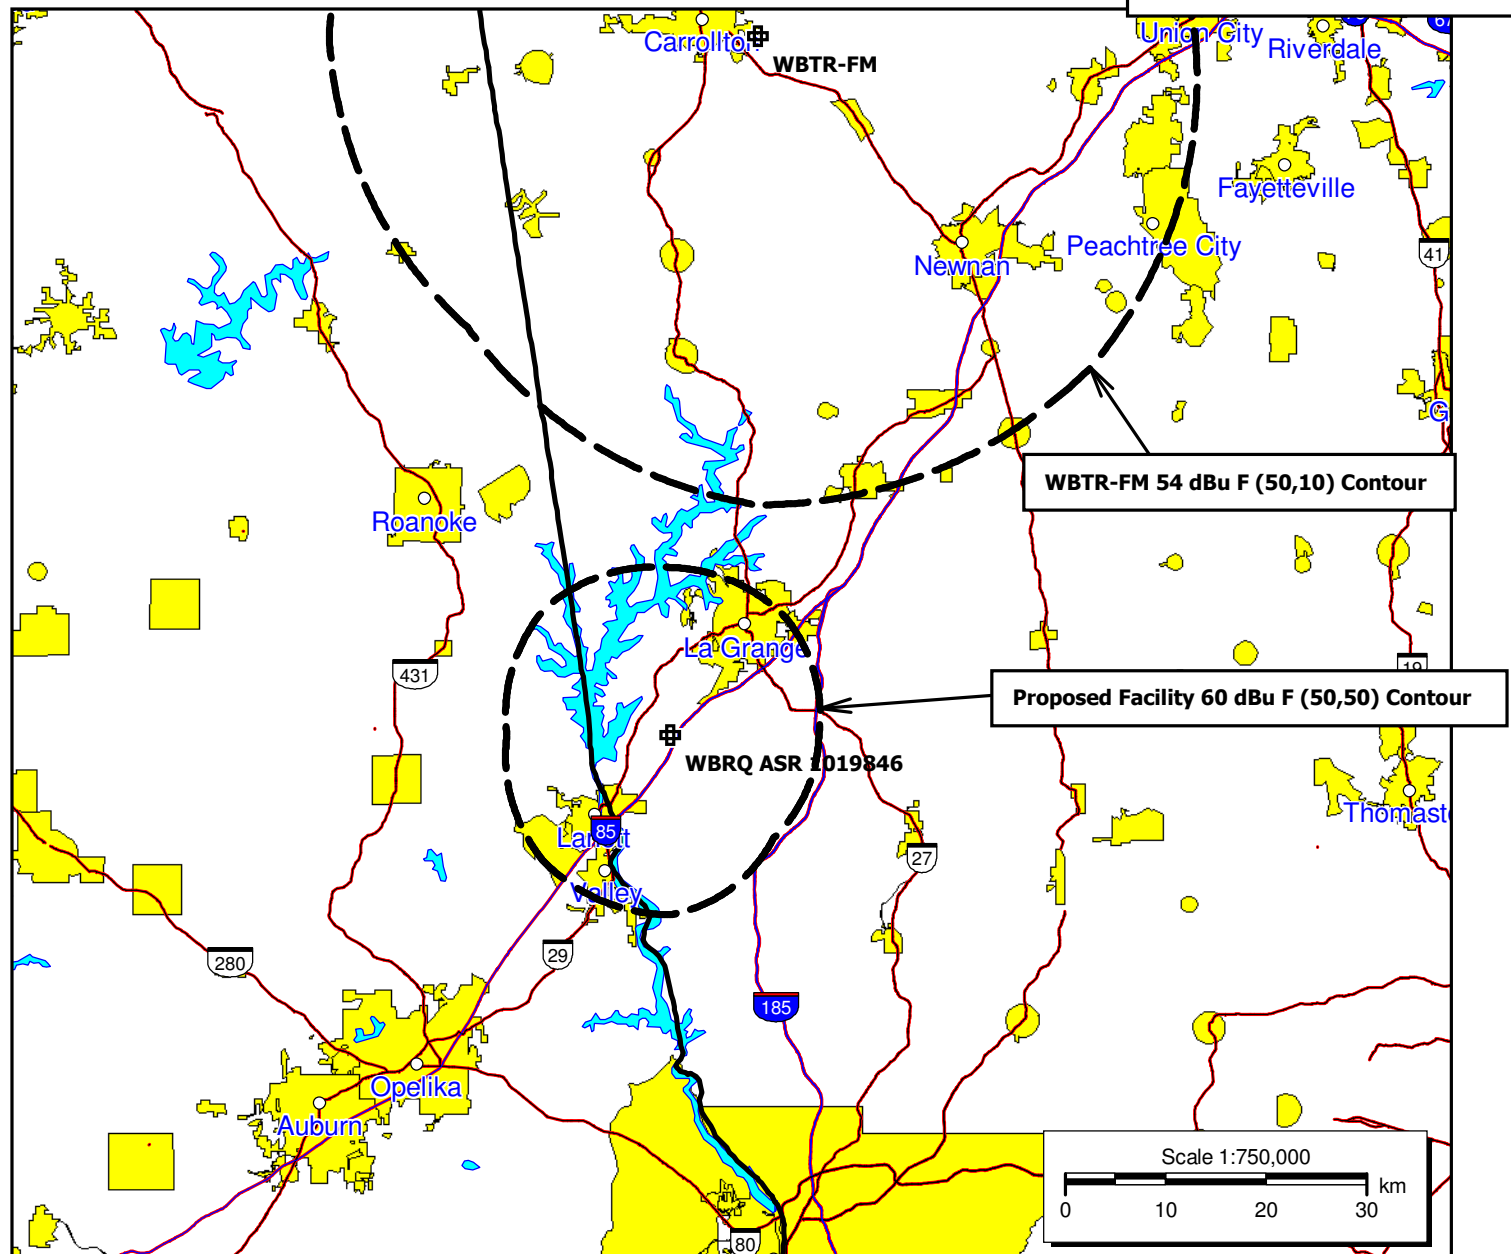 Carrollto
Union City
Riverdale
WBTR-FM
Fayetteville
Peachtree City
41
Newnan
G
WBTR-FM 54 dBu F (50,10) Contour
Roanoke
La Grange
19
431
Proposed Facility 60 dBu F (50,50) Contour
WBRQ ASR 1019846
Thomast
85
Lanett
27
Valley
29
280
185
Opelika
Auburn
Scale 1:750,000
km
0 10 20 30
80